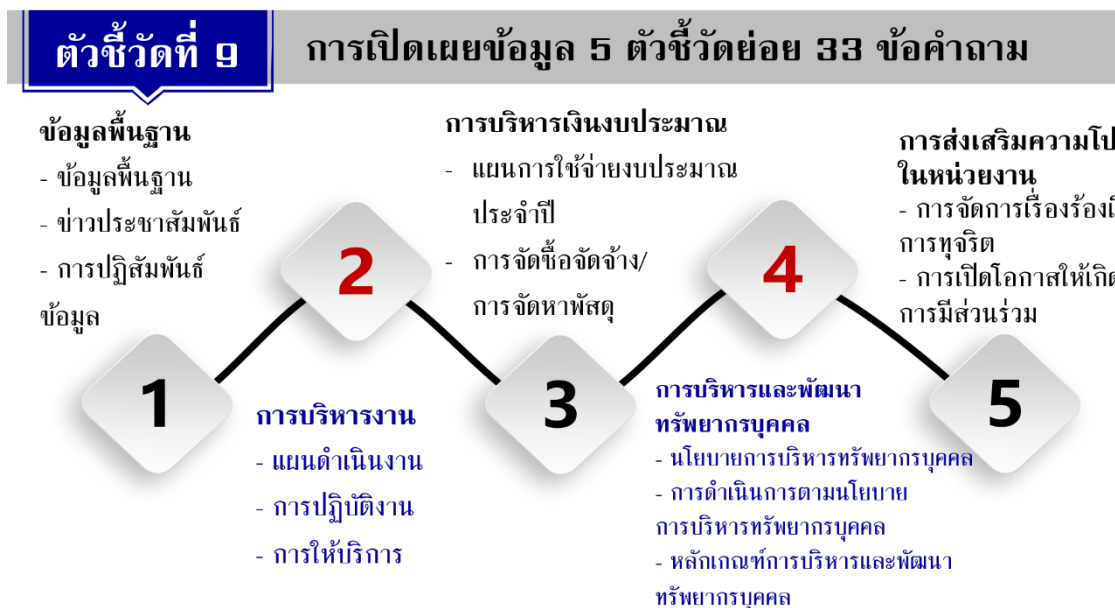 ตัวชี้วัดที่ 9
การเปิดเผยข้อมูล 5 ตัวชี้วัดย่อย 33 ข้อคำถาม
ข้อมูลพื้นฐาน
- ข้อมูลพื้นฐาน
- ข่าวประชาสัมพันธ์
- การปฏิสัมพันธ์
ข้อมูล
1
2
การบริหารงาน
- แผนดำเนินงาน
- การปฏิบัติงาน
- การให้บริการ
การบริหารเงินงบประมาณ
- แผนการใช้จ่ายงบประมาณ
ประจำปี
- การจัดซื้อจัดจ้าง/
การจัดหาพัสดุ
3
4
การบริหารและพัฒนา
ทรัพยากรบุคคล
- นโยบายการบริหารทรัพยากรบุคคล
- การดำเนินการตามนโยบาย
การบริหารทรัพยากรบุคคล
- หลักเกณฑ์การบริหารและพัฒนา
ทรัพยากรบุคคล
การส่งเสริมความโป
ในหน่วยงาน
- การจัดการเรื่องร้องเ
การทุจริต
- การเปิดโอกาสให้เกิด
การมีส่วนร่วม
5